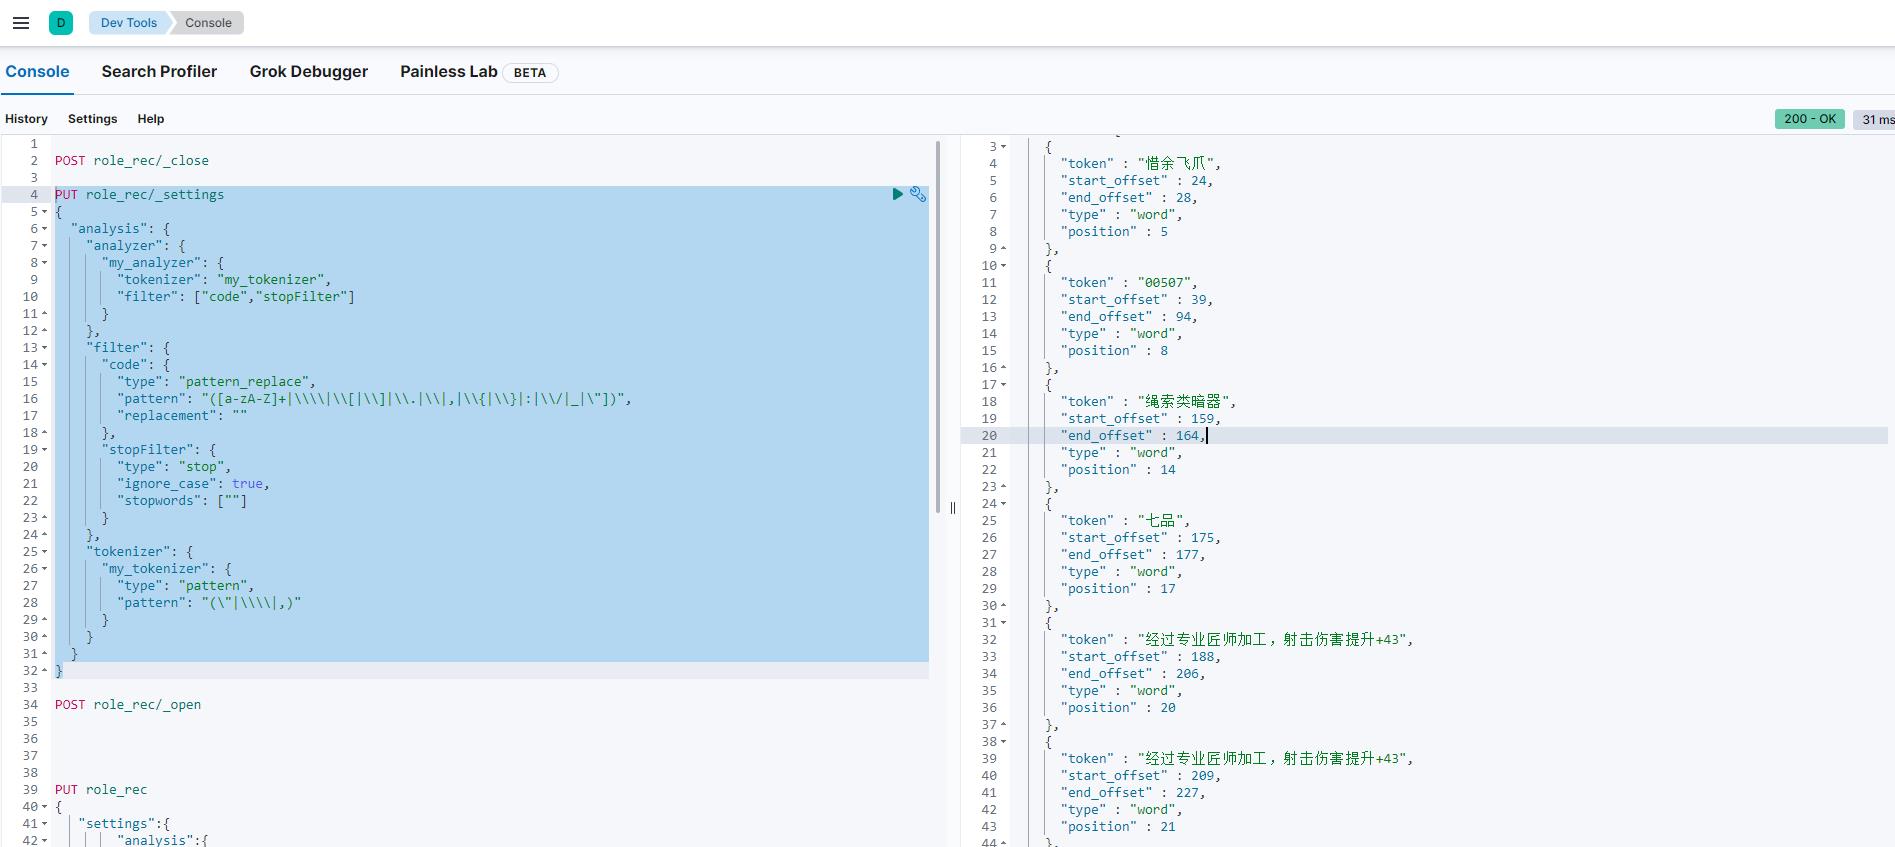 D Dev Tools Console
Console Search Profiler Grok Debugger Painless Lab BETA
History Settings Help 200 - OK 31 ms
1
2 POST role_rec/_close
3
4 PUT role_rec/_settings
5 {
6 "analysis": {
7 "analyzer": {
8 "my_analyzer": {
9 "tokenizer": "my_tokenizer",
10 "filter": ["code","stopFilter"]
11 }
12 },
13 "filter": {
14 "code": {
15 "type": "pattern_replace",
16 "pattern": "([a-zA-Z]+|\\\\|\\[|\\]|\\.|\\|,|\\{|\\}|:|\\/|_|\"])",
17 "replacement": ""
18 },
19 "stopFilter": {
20 "type": "stop",
21 "ignore_case": true,
22 "stopwords": [""]
23 }
24 },
25 "tokenizer": {
26 "my_tokenizer": {
27 "type": "pattern",
28 "pattern": "(\"|\\\\|,)"
29 }
30 }
31 }
32 }
33
34 POST role_rec/_open
35
36
37
38
39 PUT role_rec
40 {
41 "settings":{
42 "analysis":{
3 {
4 "token" : "惜余飞爪",
5 "start_offset" : 24,
6 "end_offset" : 28,
7 "type" : "word",
8 "position" : 5
9 },
10 {
11 "token" : "00507",
12 "start_offset" : 39,
13 "end_offset" : 94,
14 "type" : "word",
15 "position" : 8
16 },
17 {
18 "token" : "绳索类暗器",
19 "start_offset" : 159,
20 "end_offset" : 164,
21 "type" : "word",
22 "position" : 14
23 },
24 {
25 "token" : "七品",
26 "start_offset" : 175,
27 "end_offset" : 177,
28 "type" : "word",
29 "position" : 17
30 },
31 {
32 "token" : "经过专业匠师加工，射击伤害提升+43",
33 "start_offset" : 188,
34 "end_offset" : 206,
35 "type" : "word",
36 "position" : 20
37 },
38 {
39 "token" : "经过专业匠师加工，射击伤害提升+43",
40 "start_offset" : 209,
41 "end_offset" : 227,
42 "type" : "word",
43 "position" : 21
44 },